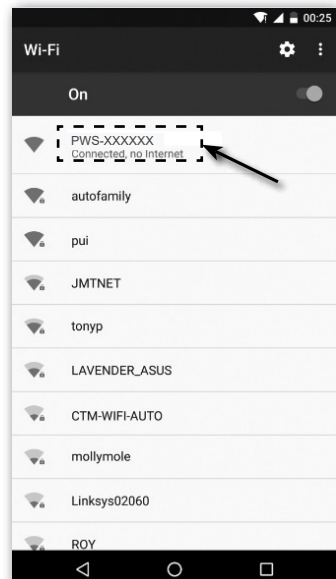 00:25
Wi-Fi
On
PWS-XXXXXX
Connected, no Internet
autofamily
pui
JMTNET
tonyp
LAVENDER_ASUS
CTM-WIFI-AUTO
mollymole
Linksys02060
ROY